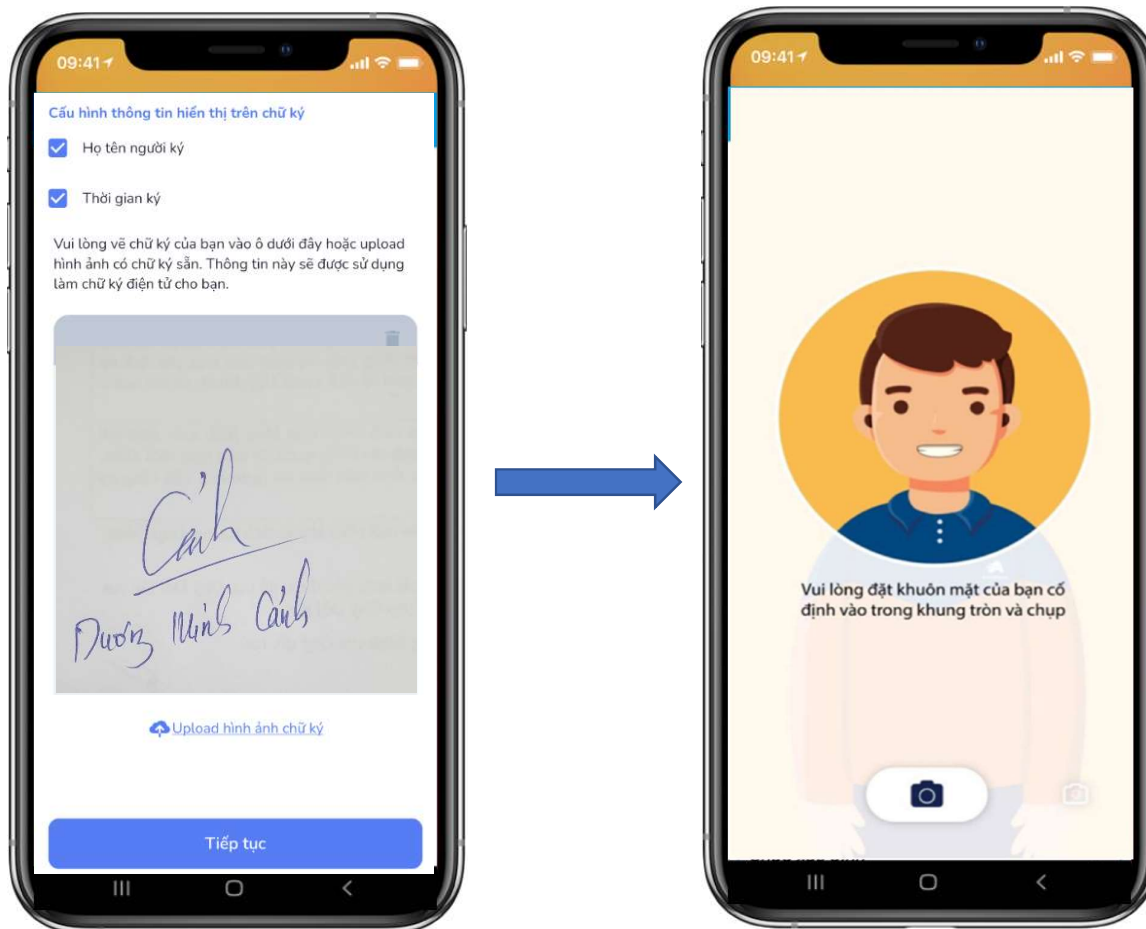 09:41
Cấu hình thông tin hiển thị trên chữ ký
Họ tên người ký
Thời gian ký
Vui lòng vẽ chữ ký của bạn vào ô dưới đây hoặc upload
hình ảnh có chữ ký sẵn. Thông tin này sẽ được sử dụng
làm chữ ký điện tử cho bạn.
Cảnh
Dương Minh Cảnh
Upload hình ảnh chữ ký
Tiếp tục
09:41
Vui lòng đặt khuôn mặt của bạn cố
định vào trong khung tròn và chụp